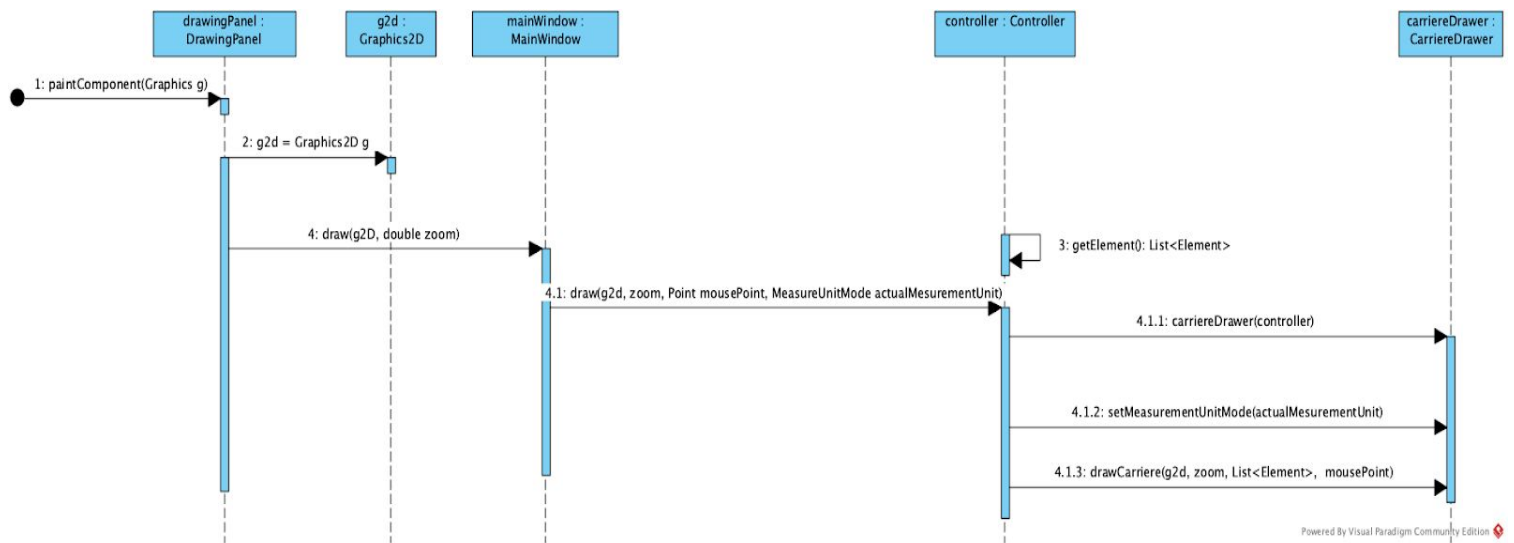 drawingPanel :
DrawingPanel
g2d :
Graphics2D
mainWindow :
MainWindow
controller : Controller
carriereDrawer :
CarriereDrawer
1: paintComponent(Graphics g)
2: g2d = Graphics2D g
4: draw(g2D, double zoom)
3: getElement(): List<Element>
4.1: draw(g2d, zoom, Point mousePoint, MeasureUnitMode actualMesurementUnit)
4.1.1: carriereDrawer(controller)
4.1.2: setMeasurementUnitMode(actualMesurementUnit)
4.1.3: drawCarriere(g2d, zoom, List<Element>, mousePoint)
Powered By Visual Paradigm Community Edition